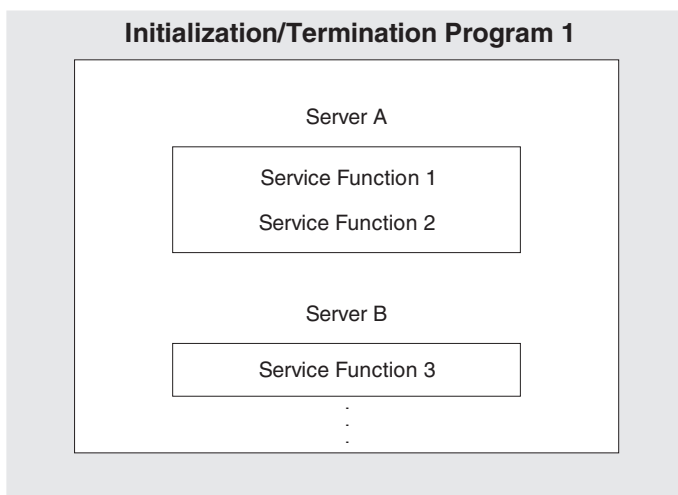 Initialization/Termination Program 1
Server A
Service Function 1
Service Function 2
Server B
Service Function 3
.
.
.